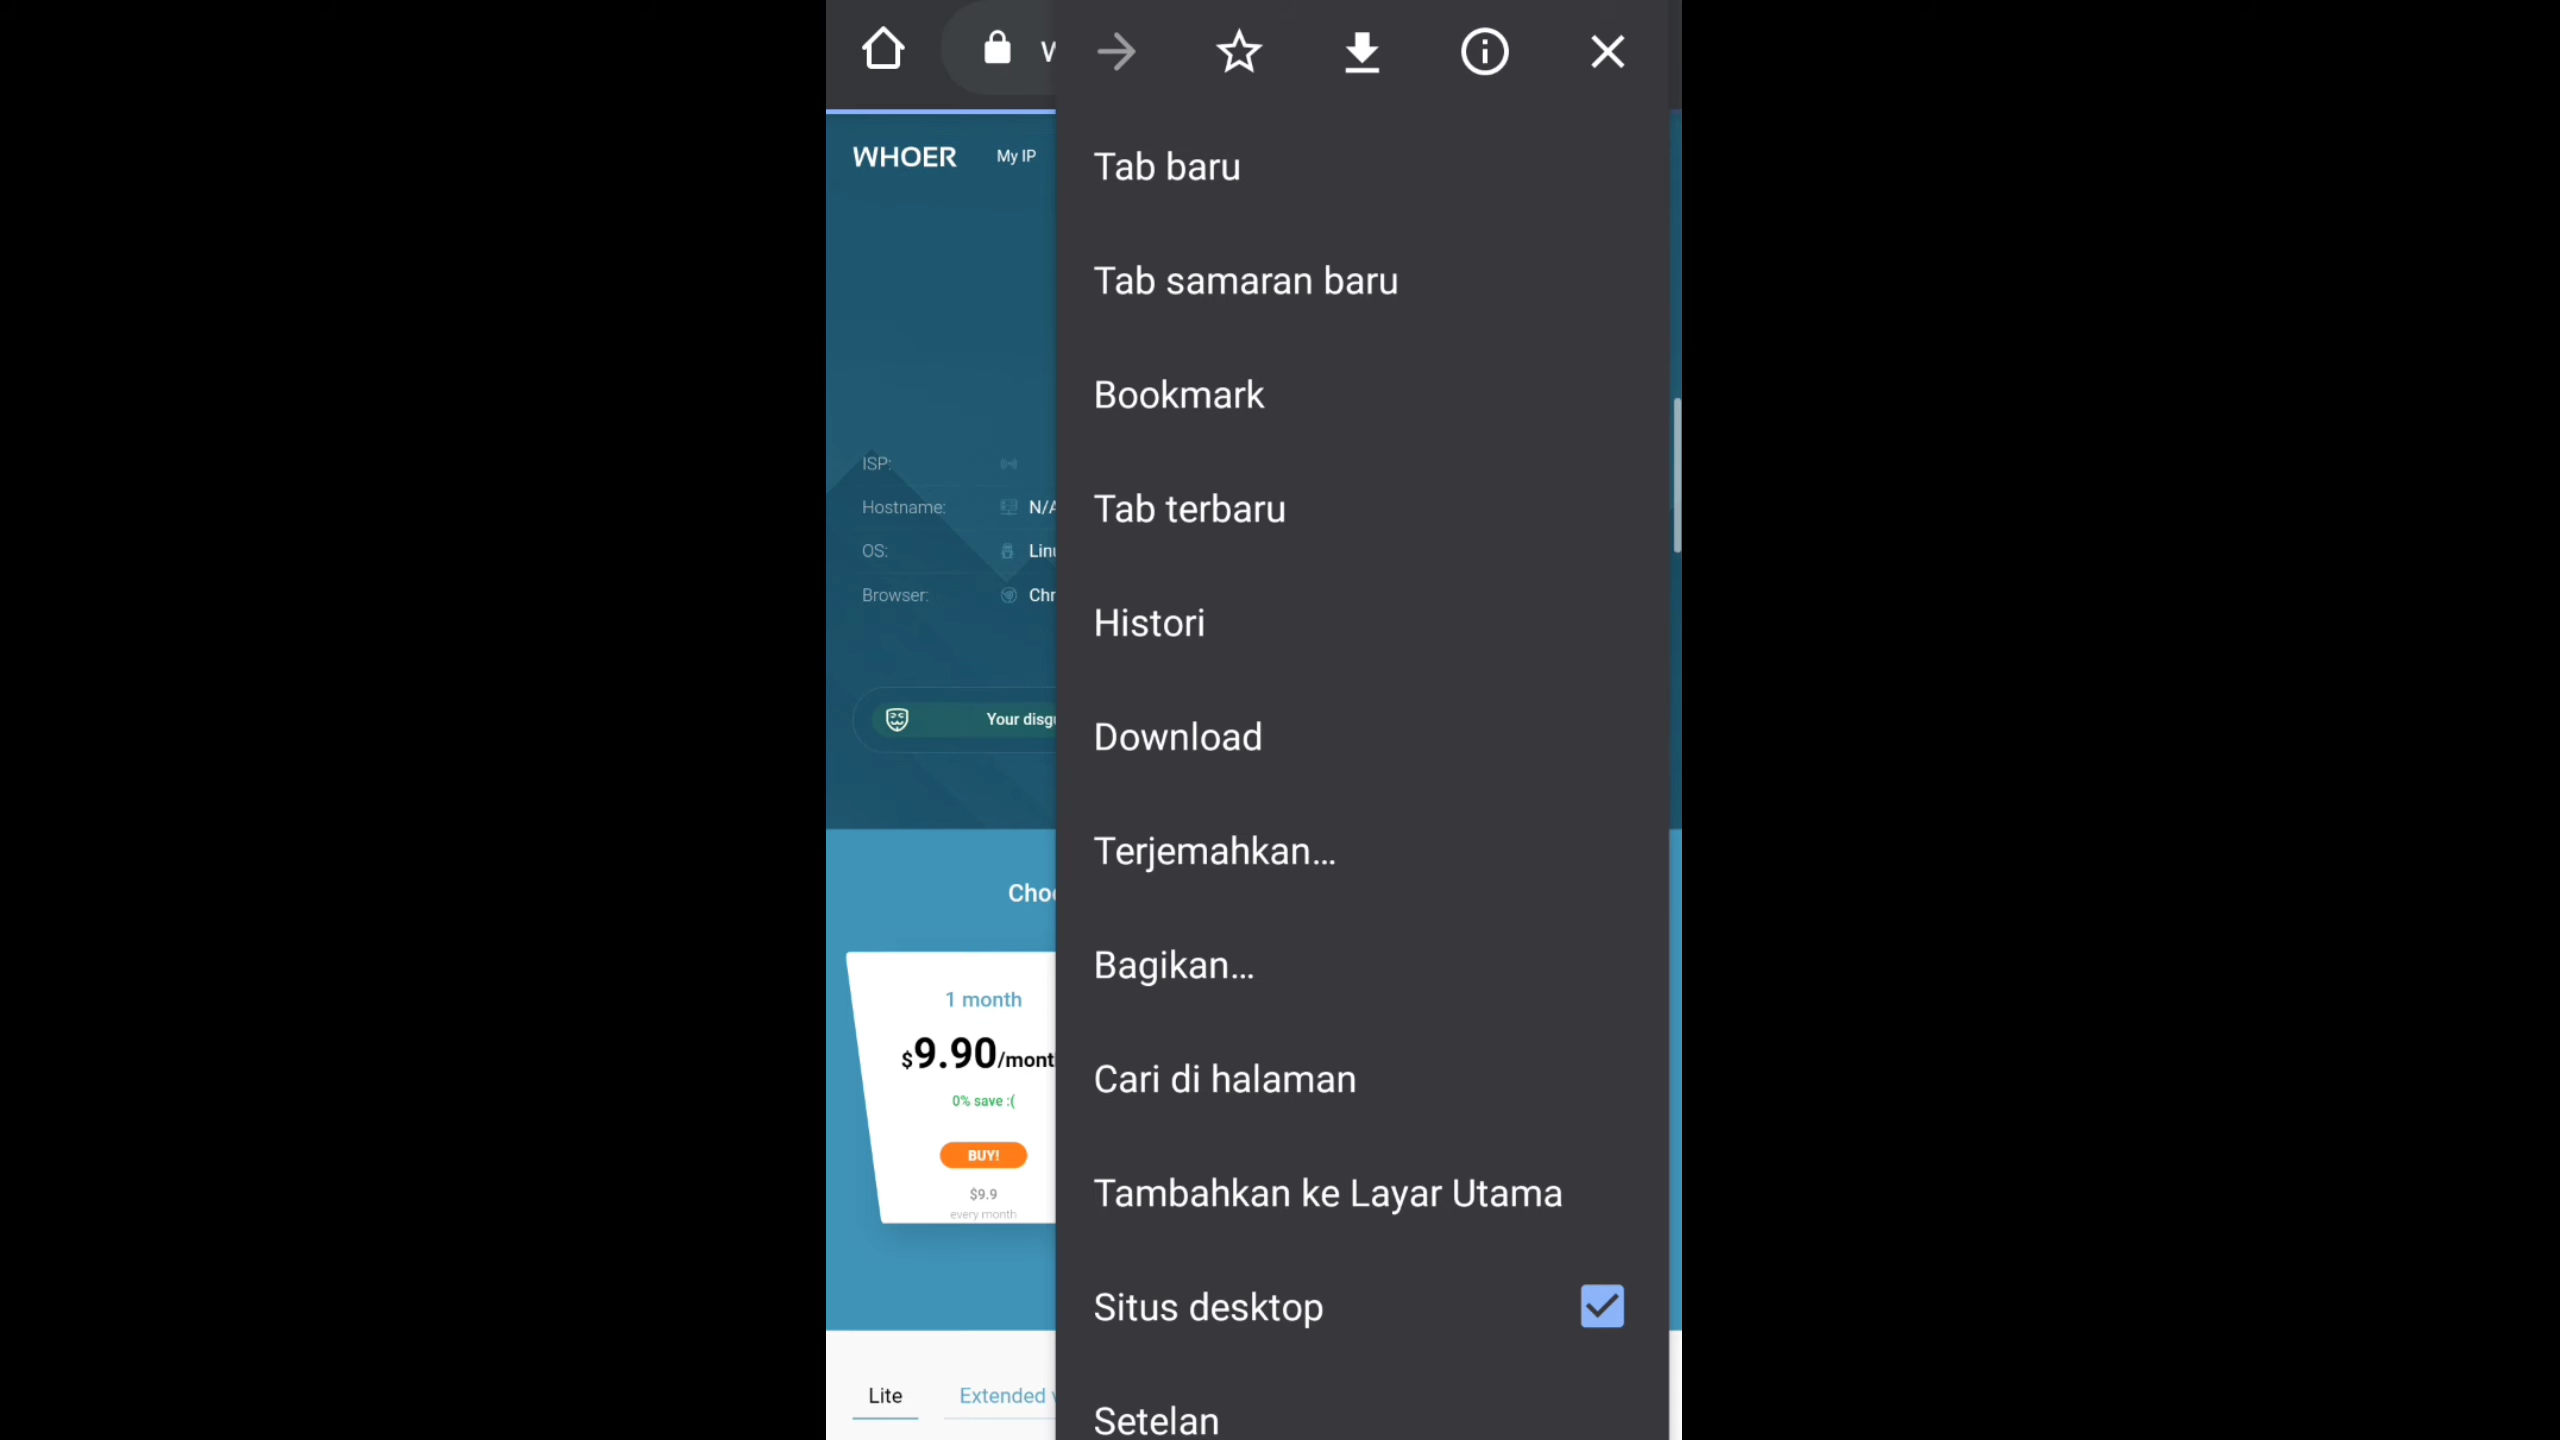 WHOER
My IP
ISP:
Hostname:
N/A
OS:
Browser:
Your
1 month
$9.90/mont
0% save :(
BUY!
$9.9
every month
Lite
Extended
Tab baru
Tab samaran baru
Bookmark
Tab terbaru
Histori
Download
Terjemahkan...
Bagikan...
Cari di halaman
Tambahkan ke Layar Utama
Situs desktop
Setelan